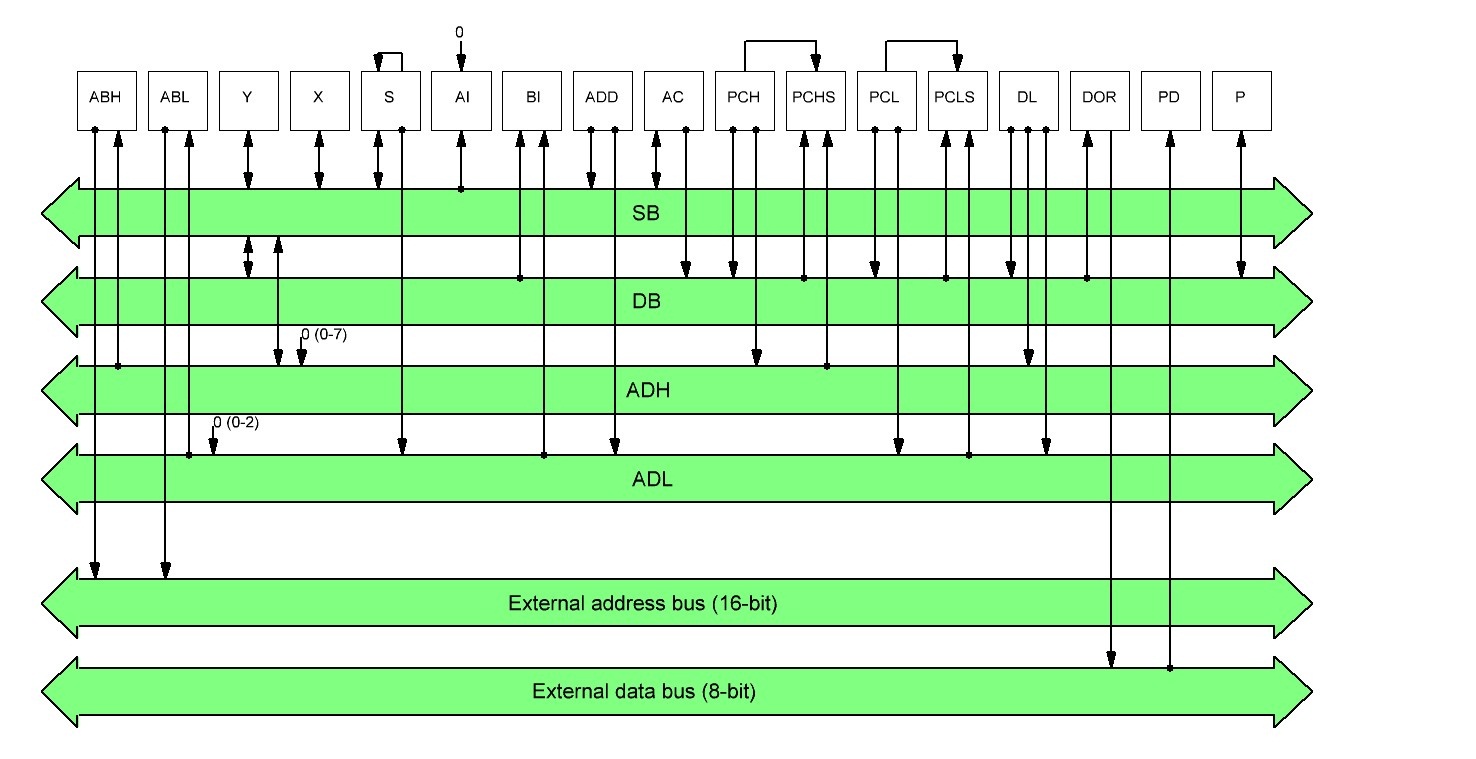 0
ABH ABL Y X S AI BI ADD AC PCH PCHS PCL PCLS DL DOR PD P
SB
DB
0 (0-7)
ADH
0 (0-2)
ADL
External address bus (16-bit)
External data bus (8-bit)